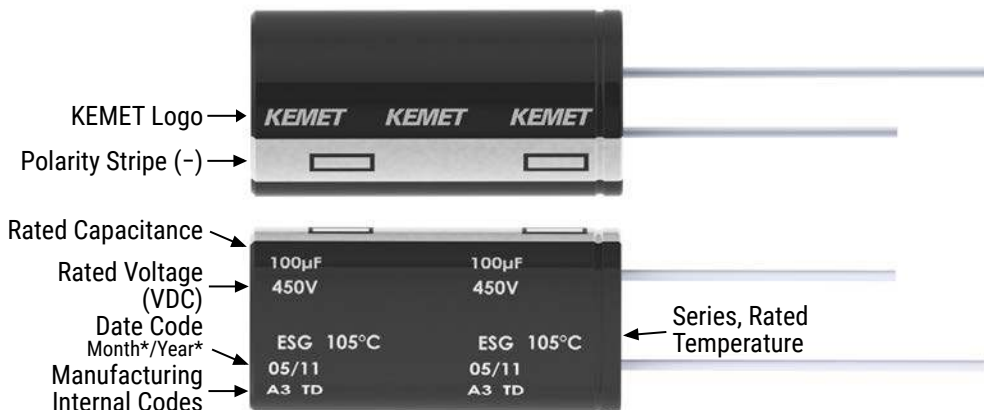 KEMET Logo
KEMET KEMET KEMET
Polarity Stripe (−)
Rated Capacitance
100µF 100µF
Rated Voltage
(VDC)
450V 450V
Date Code
Month*/Year*
ESG 105°C ESG 105°C
Series, Rated
Temperature
05/11 05/11
Manufacturing
Internal Codes
A3 TD A3 TD